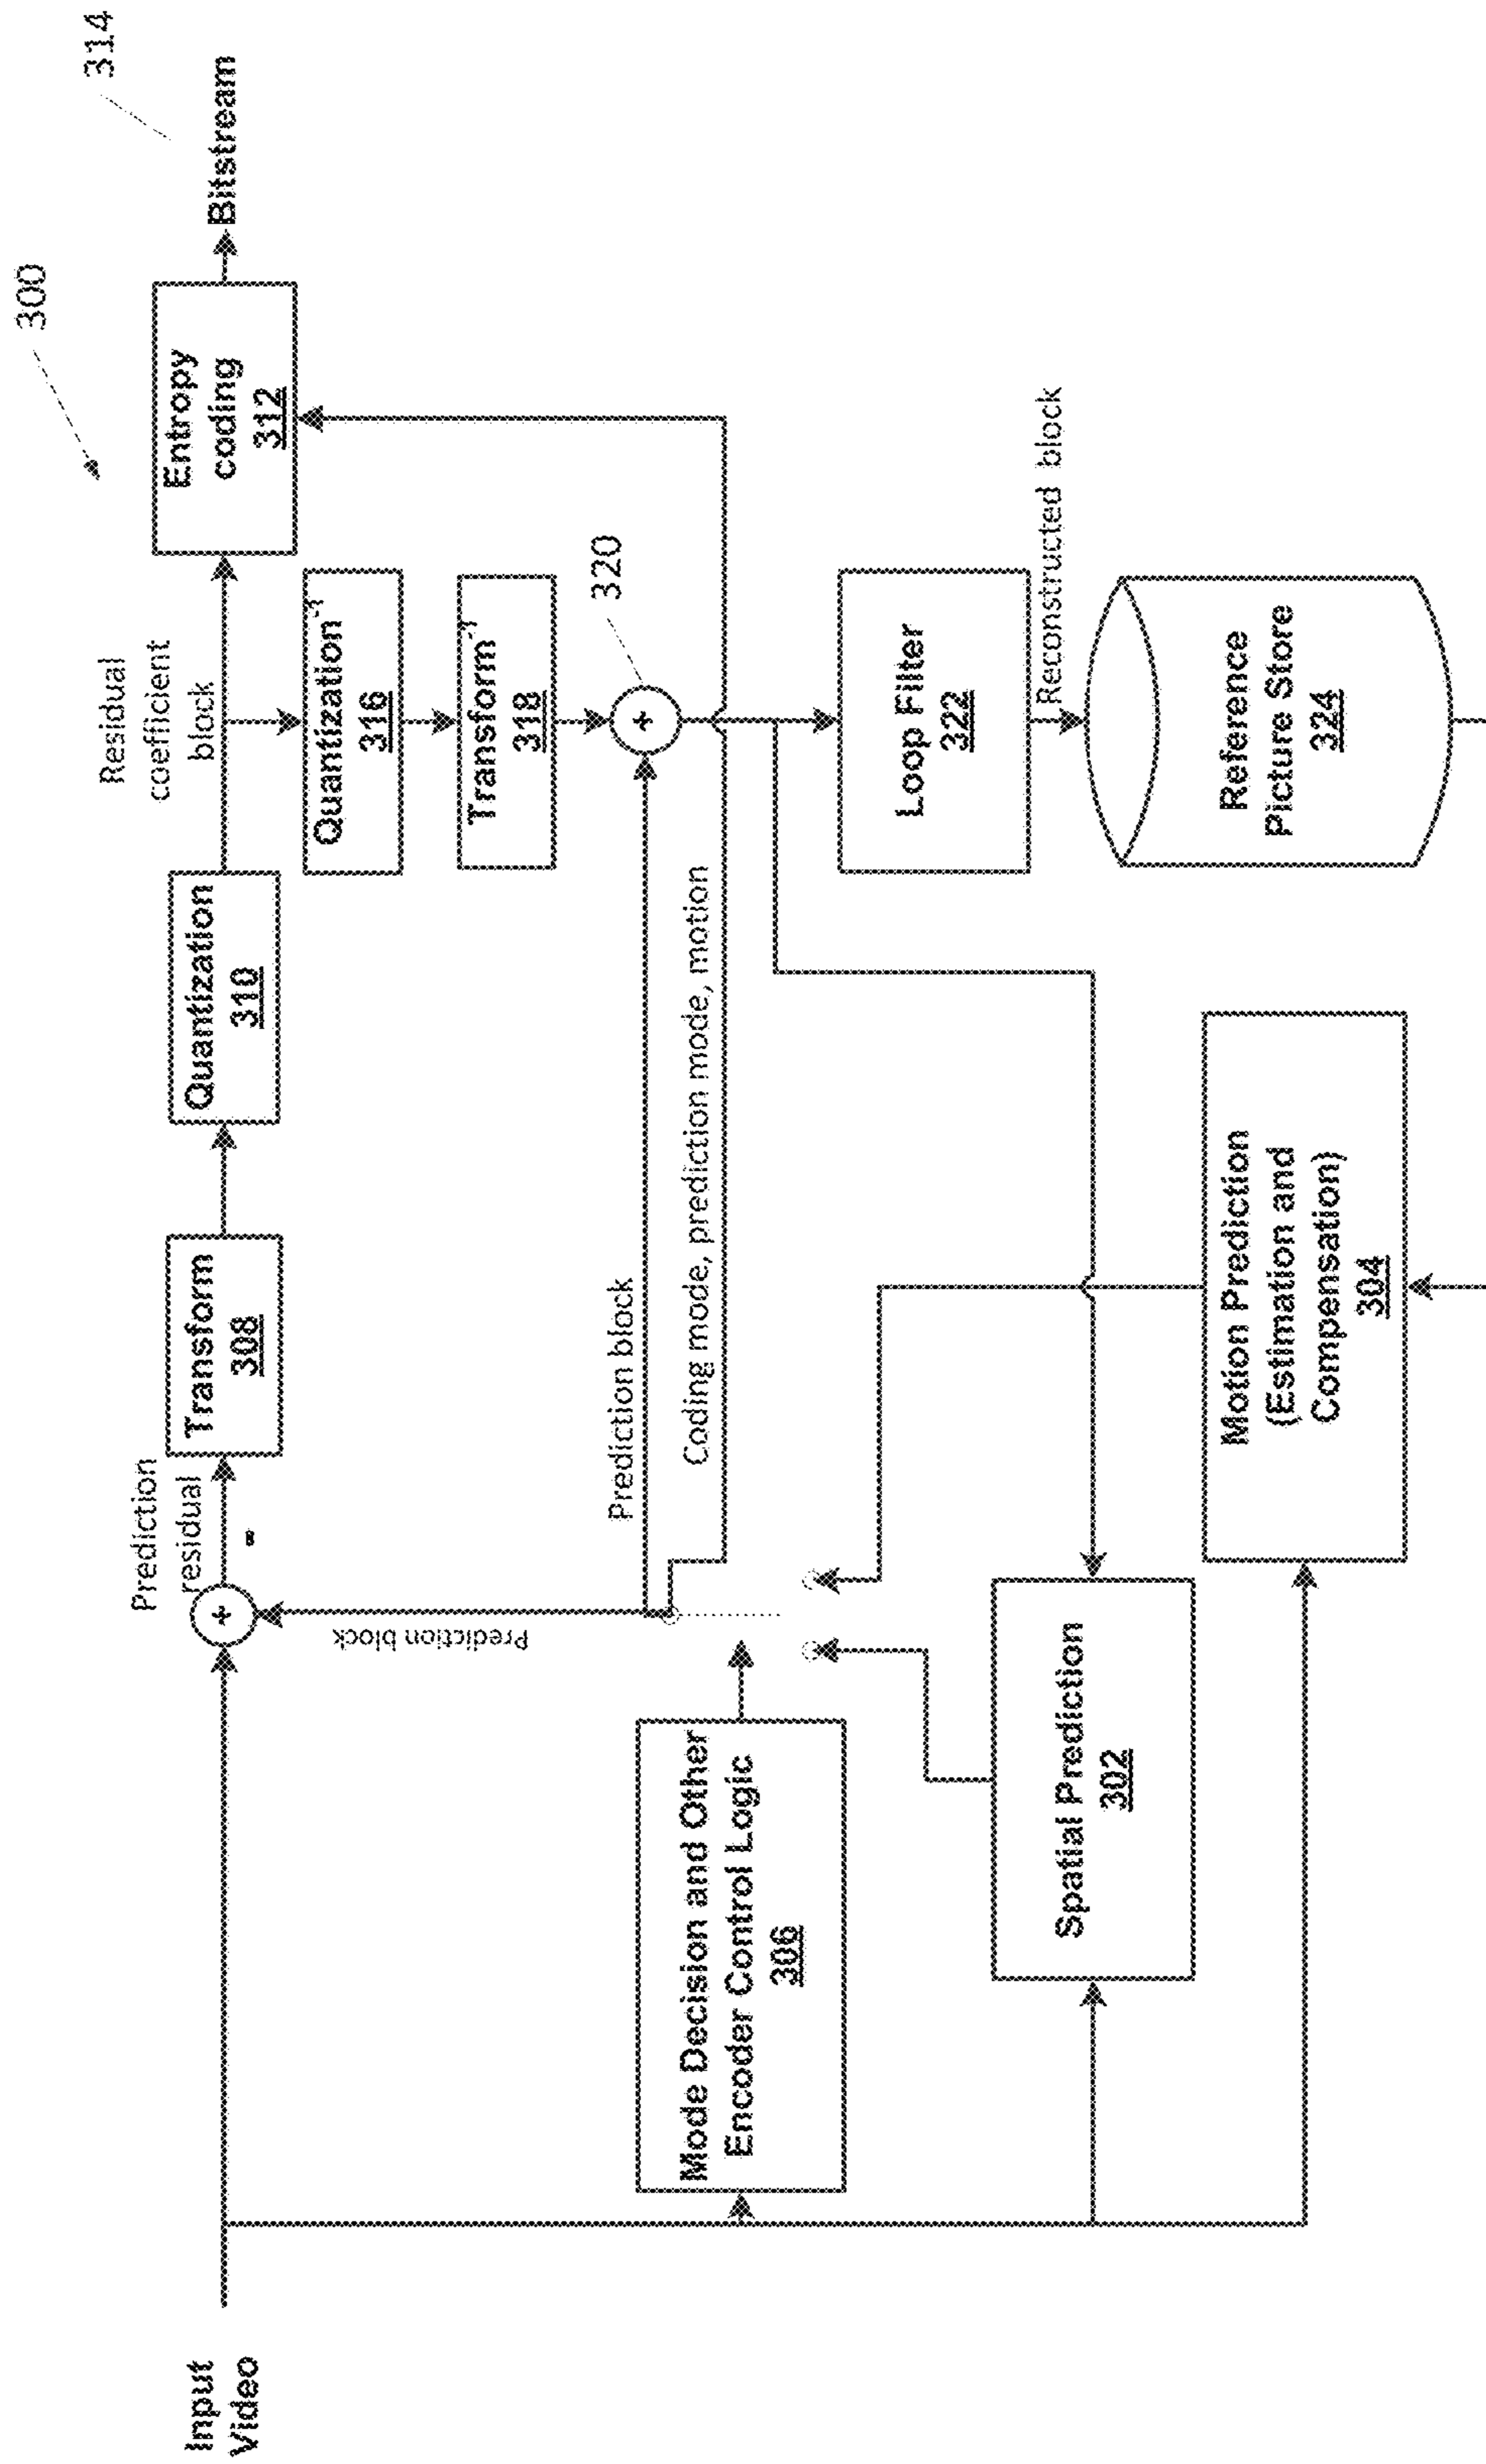 300
314
Input
Video
Prediction
residual
Transform
308
Quantization
310
Residual
coefficient
block
Entropy
coding
312
Bitstream
+
-
Prediction block
Quantization⁻¹
316
Transform⁻¹
318
320
+
Prediction block
Coding mode, prediction mode, motion
Mode Decision and Other
Encoder Control Logic
306
Loop Filter
322
Reconstructed block
Spatial Prediction
302
Motion Prediction
(Estimation and
Compensation)
304
Reference
Picture Store
324